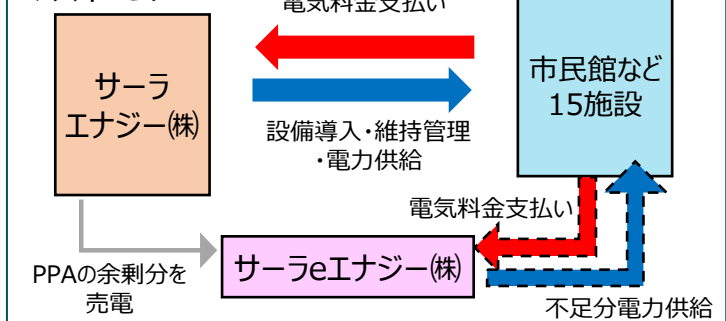 電気料金支払い
サーラ
エナジー㈱
市民館など
15施設
設備導入・維持管理
・電力供給
電気料金支払い
サーラeエナジー㈱
PPAの余剰分を
売電
不足分電力供給